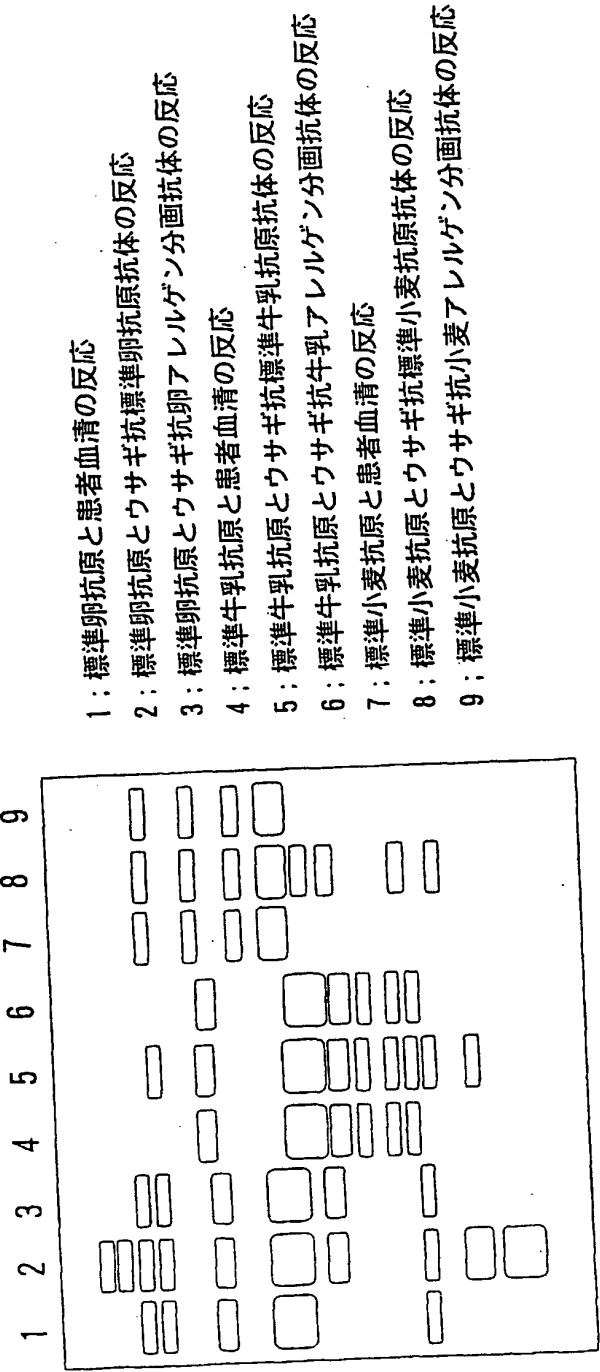 1 2 3 4 5 6 7 8 9
1；標準卵抗原と患者血清の反応
2；標準卵抗原とウサギ抗標準卵抗原抗体の反応
3；標準卵抗原とウサギ抗卵アレルゲン分画抗体の反応
4；標準牛乳抗原と患者血清の反応
5；標準牛乳抗原とウサギ抗標準牛乳抗原抗体の反応
6；標準牛乳抗原とウサギ抗牛乳アレルゲン分画抗体の反応
7；標準小麦抗原と患者血清の反応
8；標準小麦抗原とウサギ抗標準小麦抗原抗体の反応
9；標準小麦抗原とウサギ抗小麦アレルゲン分画抗体の反応